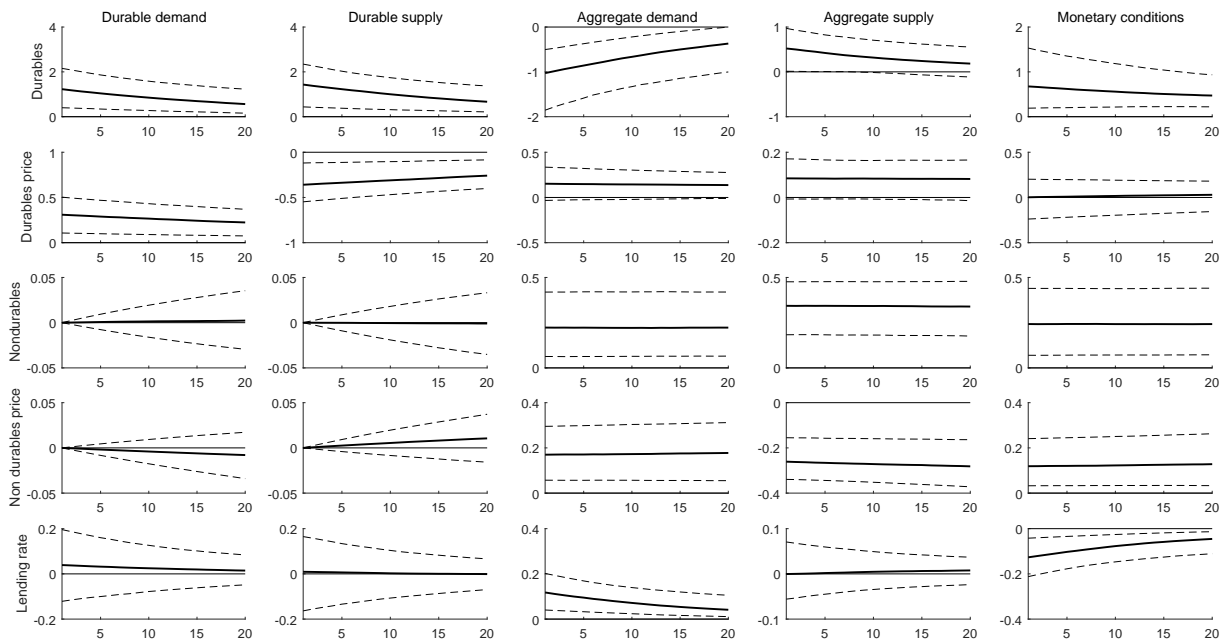 Durable demand Durable supply Aggregate demand Aggregate supply Monetary conditions
Durables
4 2 0 5 10 15 20
4 2 0 5 10 15 20
0 -1 -2 5 10 15 20
1 0 -1 5 10 15 20
2 1 0 5 10 15 20
Durables price
1 0.5 0 5 10 15 20
0 -0.5 -1 5 10 15 20
0.5 0 -0.5 5 10 15 20
0.2 0 -0.2 5 10 15 20
0.5 0 -0.5 5 10 15 20
Nondurables
0.05 0 -0.05 5 10 15 20
0.05 0 -0.05 5 10 15 20
0.5 0 5 10 15 20
0.5 0 5 10 15 20
0.5 0 5 10 15 20
Non durables price
0.05 0 -0.05 5 10 15 20
0.05 0 -0.05 5 10 15 20
0.4 0.2 0 5 10 15 20
0 -0.2 -0.4 5 10 15 20
0.4 0.2 0 5 10 15 20
Lending rate
0.2 0 -0.2 5 10 15 20
0.2 0 -0.2 5 10 15 20
0.4 0.2 0 5 10 15 20
0.1 0 -0.1 5 10 15 20
0 -0.2 -0.4 5 10 15 20